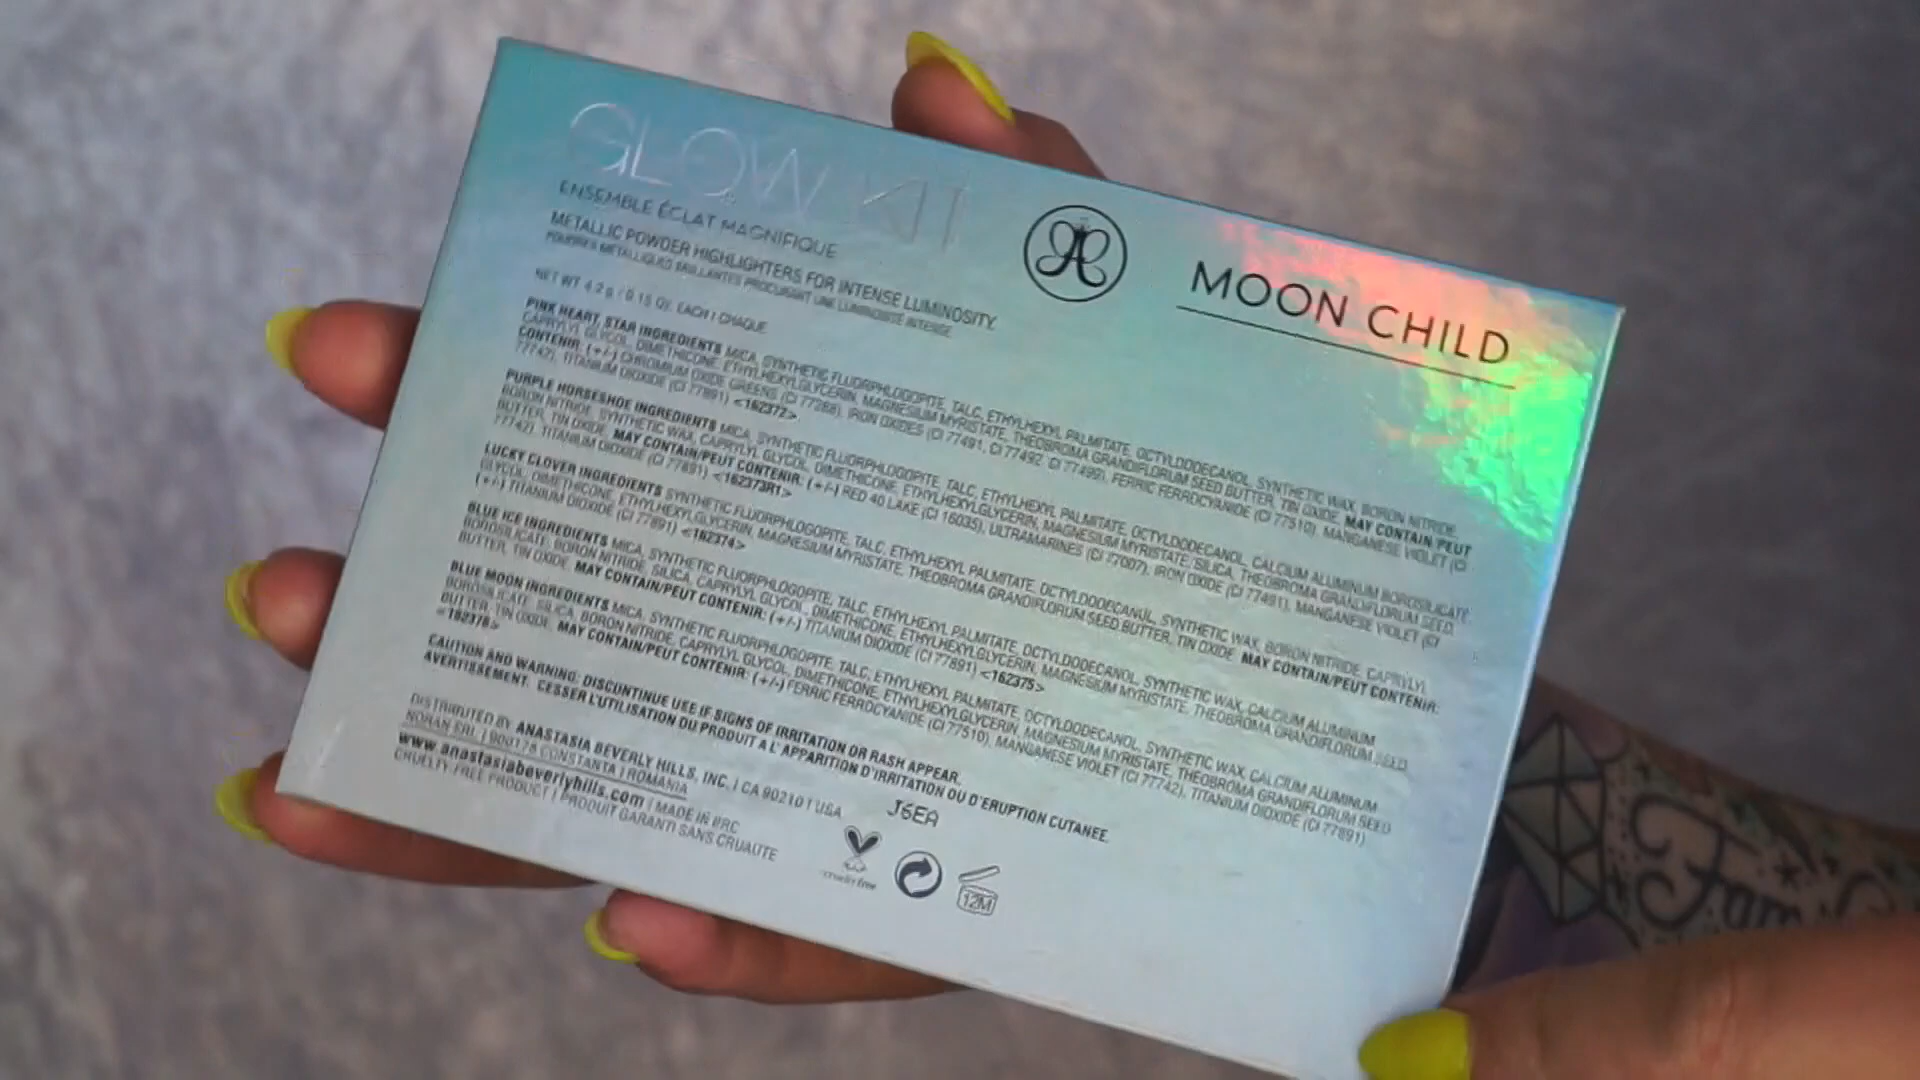 GLOW KIT
ENSEMBLE ÉCLAT MAGNIFIQUE
METALLIC POWDER HIGHLIGHTERS FOR INTENSE LUMINOSITY.
POUDRES MÉTALLIQUES BRILLANTES PROCURANT UNE LUMINOSITÉ INTENSE.
MOON CHILD
NET WT 4.2 g / 0.15 OZ. EACH / CHAQUE
PINK HEART, STAR INGREDIENTS MICA, SYNTHETIC FLUORPHLOGOPITE, TALC, ETHYLHEXYL PALMITATE, OCTYLDODECANOL, SYNTHETIC WAX, BORON NITRIDE,
CAPRYLYL GLYCOL, DIMETHICONE, ETHYLHEXYLGLYCERIN, MAGNESIUM MYRISTATE, THEOBROMA GRANDIFLORUM SEED BUTTER, TIN OXIDE. MAY CONTAIN/PEUT
CONTENIR: (+/-) CHROMIUM OXIDE GREENS (CI 77288), IRON OXIDES (CI 77491, CI 77492, CI 77499), FERRIC FERROCYANIDE (CI 77510), MANGANESE VIOLET (CI
77742), TITANIUM DIOXIDE (CI 77891) <162372>
PURPLE HORSESHOE INGREDIENTS MICA, SYNTHETIC FLUORPHLOGOPITE, TALC, ETHYLHEXYL PALMITATE, OCTYLDODECANOL, CALCIUM ALUMINUM BOROSILICATE,
BORON NITRIDE, SYNTHETIC WAX, CAPRYLYL GLYCOL, DIMETHICONE, ETHYLHEXYLGLYCERIN, MAGNESIUM MYRISTATE, SILICA, THEOBROMA GRANDIFLORUM SEED
BUTTER, TIN OXIDE. MAY CONTAIN/PEUT CONTENIR: (+/-) RED 40 LAKE (CI 16035), ULTRAMARINES (CI 77007), IRON OXIDE (CI 77491), MANGANESE VIOLET (CI
77742), TITANIUM DIOXIDE (CI 77891) <162373R1>
LUCKY CLOVER INGREDIENTS SYNTHETIC FLUORPHLOGOPITE, TALC, ETHYLHEXYL PALMITATE, OCTYLDODECANOL, SYNTHETIC WAX, BORON NITRIDE, CAPRYLYL
GLYCOL, DIMETHICONE, ETHYLHEXYLGLYCERIN, MAGNESIUM MYRISTATE, THEOBROMA GRANDIFLORUM SEED BUTTER, TIN OXIDE. MAY CONTAIN/PEUT CONTENIR:
(+/-) TITANIUM DIOXIDE (CI 77891) <162374>
BLUE ICE INGREDIENTS MICA, SYNTHETIC FLUORPHLOGOPITE, TALC, ETHYLHEXYL PALMITATE, OCTYLDODECANOL, SYNTHETIC WAX, CALCIUM ALUMINUM
BOROSILICATE, BORON NITRIDE, SILICA, CAPRYLYL GLYCOL, DIMETHICONE, ETHYLHEXYLGLYCERIN, MAGNESIUM MYRISTATE, THEOBROMA GRANDIFLORUM SEED
BUTTER, TIN OXIDE. MAY CONTAIN/PEUT CONTENIR: (+/-) TITANIUM DIOXIDE (CI 77891) <162375>
BLUE MOON INGREDIENTS MICA, SYNTHETIC FLUORPHLOGOPITE, TALC, ETHYLHEXYL PALMITATE, OCTYLDODECANOL, SYNTHETIC WAX, CALCIUM ALUMINUM
BOROSILICATE, SILICA, BORON NITRIDE, CAPRYLYL GLYCOL, DIMETHICONE, ETHYLHEXYLGLYCERIN, MAGNESIUM MYRISTATE, THEOBROMA GRANDIFLORUM SEED
BUTTER, TIN OXIDE. MAY CONTAIN/PEUT CONTENIR: (+/-) FERRIC FERROCYANIDE (CI 77510), MANGANESE VIOLET (CI 77742), TITANIUM DIOXIDE (CI 77891)
<162376>
CAUTION AND WARNING: DISCONTINUE USE IF SIGNS OF IRRITATION OR RASH APPEAR.
AVERTISSEMENT: CESSER L'UTILISATION DU PRODUIT A L'APPARITION D'IRRITATION OU D'ERUPTION CUTANEE.
DISTRIBUTED BY ANASTASIA BEVERLY HILLS, INC. | CA 90210 | USA
NORAN SRL | 900178 CONSTANTA | ROMANIA
www.anastasiabeverlyhills.com | MADE IN PRC
CRUELTY FREE PRODUCT | PRODUIT GARANTI SANS CRUAUTE
J6EA
cruelty free
12M
Fam